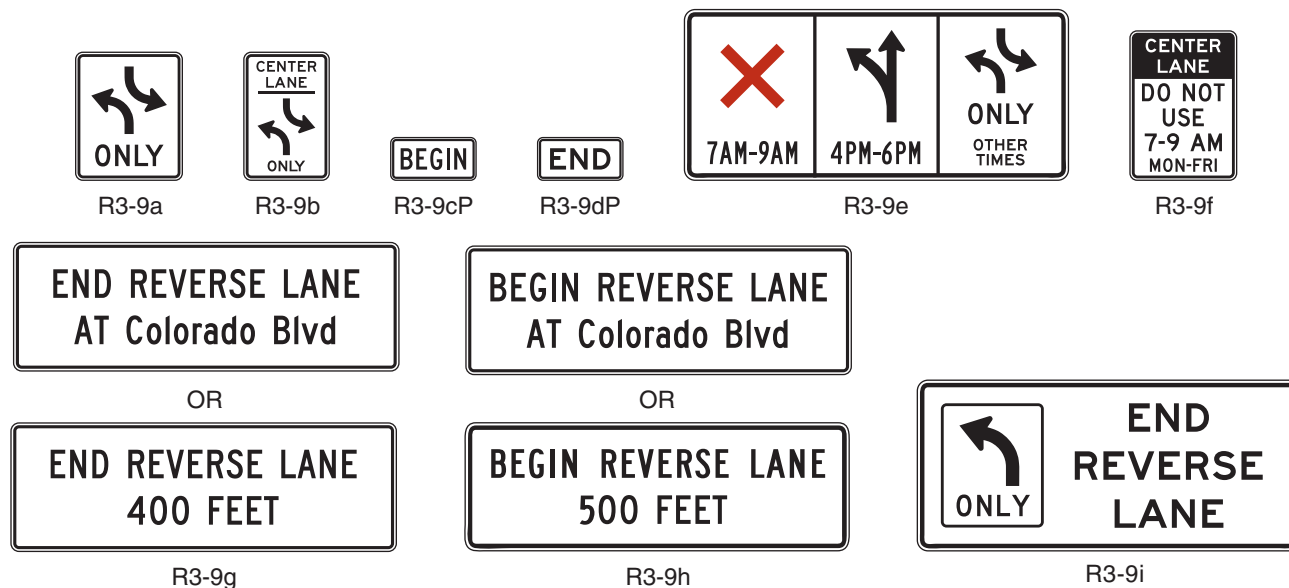 ONLY
R3-9a
CENTER
LANE
ONLY
R3-9b
BEGIN
R3-9cP
END
R3-9dP
7AM-9AM
4PM-6PM
ONLY
OTHER
TIMES
R3-9e
CENTER
LANE
DO NOT
USE
7-9 AM
MON-FRI
R3-9f
END REVERSE LANE
AT Colorado Blvd
OR
END REVERSE LANE
400 FEET
R3-9g
BEGIN REVERSE LANE
AT Colorado Blvd
OR
BEGIN REVERSE LANE
500 FEET
R3-9h
ONLY
END
REVERSE
LANE
R3-9i